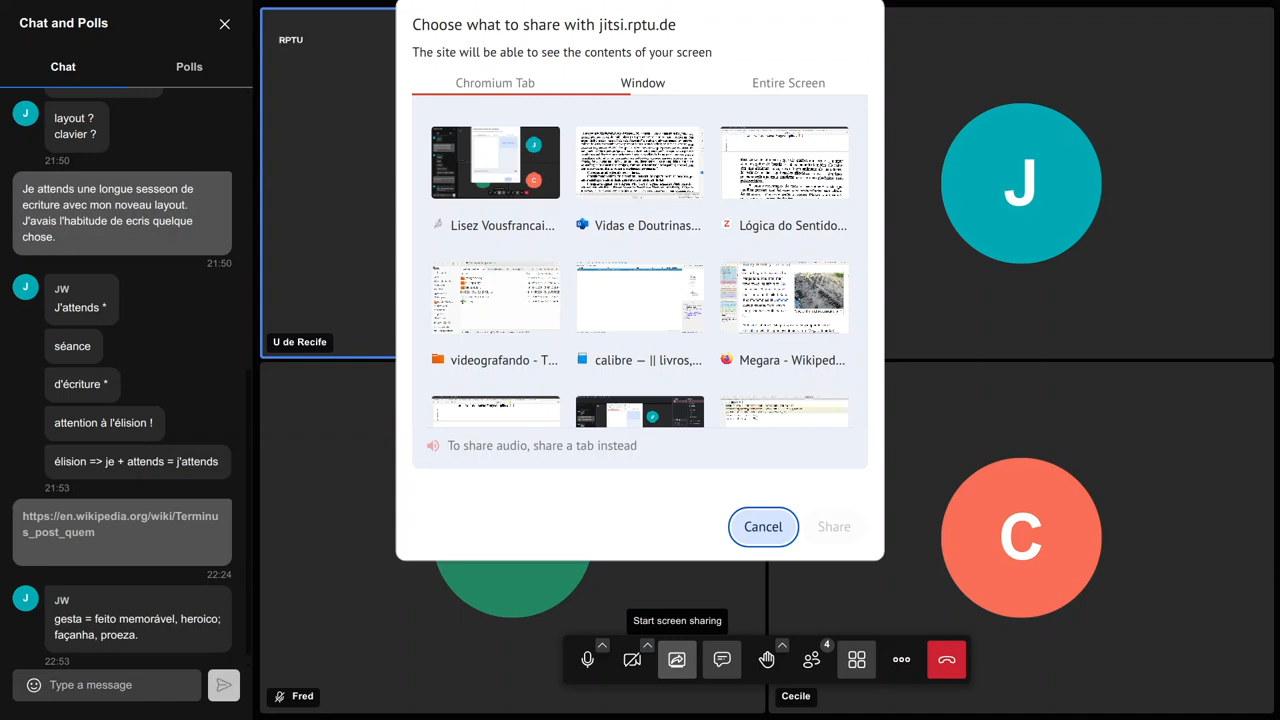 Chat and Polls
Chat
Polls
layout ?
clavier ?
21:50
Je attends une longue sesseon de
ecriture avec mon noveau layout.
J'avais l'habitude de ecris quelque
chose.
21:50
J
JW
séance
d'écriture *
attention à l'élision !
élision => je + attends = j'attends
21:53
https://en.wikipedia.org/wiki/Terminu
s_post_quem
22:24
J
JW
gesta = feito memorável, heroico;
façanha, proeza.
22:53
Type a message
RPTU
U de Recife
Choose what to share with jitsi.rptu.de
The site will be able to see the contents of your screen
Chromium Tab
Window
Entire Screen
Lisez Vousfrancai...
Vidas e Doutrinas...
Lógica do Sentido...
videografando - T...
calibre — || livros,...
Megara - Wikiped...
To share audio, share a tab instead
Cancel
Share
J
C
Start screen sharing
4
Fred
Cecile